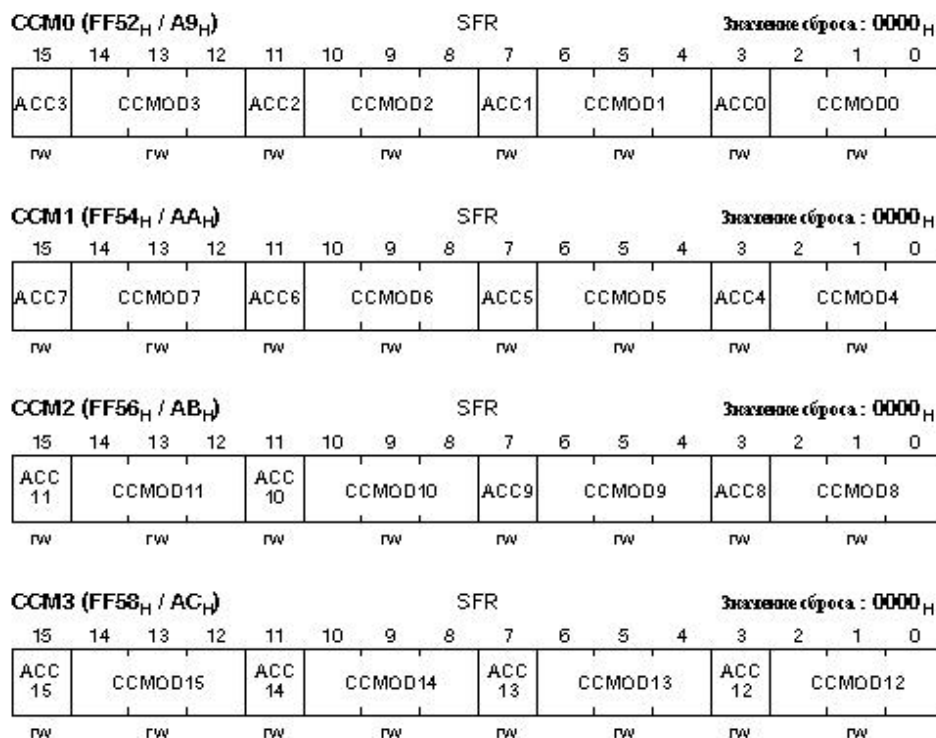 CCM0 (FF52H / A9H) SFR Значение сброса : 0000H
15 14 13 12 11 10 9 8 7 6 5 4 3 2 1 0
ACC3 CCMOD3 ACC2 CCMOD2 ACC1 CCMOD1 ACC0 CCMOD0
rw rw rw rw rw rw rw rw
CCM1 (FF54H / AAH) SFR Значение сброса : 0000H
15 14 13 12 11 10 9 8 7 6 5 4 3 2 1 0
ACC7 CCMOD7 ACC6 CCMOD6 ACC5 CCMOD5 ACC4 CCMOD4
rw rw rw rw rw rw rw rw
CCM2 (FF56H / ABH) SFR Значение сброса : 0000H
15 14 13 12 11 10 9 8 7 6 5 4 3 2 1 0
ACC 11 CCMOD11 ACC 10 CCMOD10 ACC9 CCMOD9 ACC8 CCMOD8
rw rw rw rw rw rw rw rw
CCM3 (FF58H / ACH) SFR Значение сброса : 0000H
15 14 13 12 11 10 9 8 7 6 5 4 3 2 1 0
ACC 15 CCMOD15 ACC 14 CCMOD14 ACC 13 CCMOD13 ACC 12 CCMOD12
rw rw rw rw rw rw rw rw